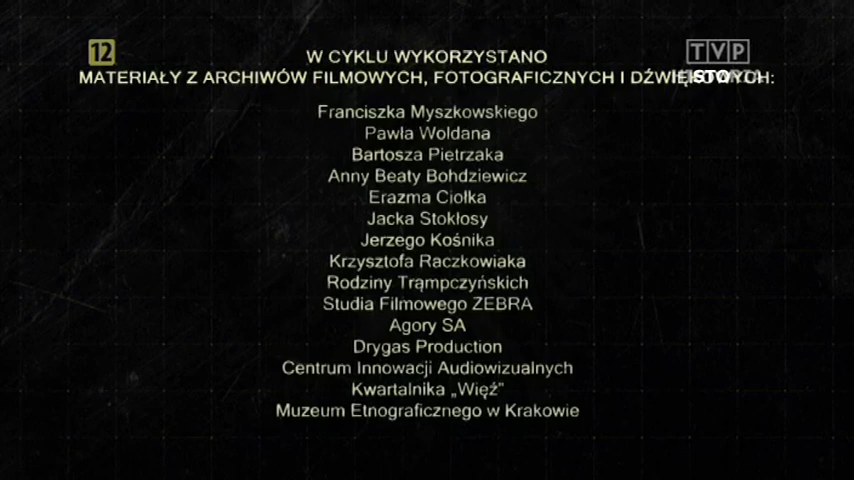 12
TVP
HISTORIA
W CYKLU WYKORZYSTANO
MATERIAŁY Z ARCHIWÓW FILMOWYCH, FOTOGRAFICZNYCH I DŹWIĘKOWYCH:
Franciszka Myszkowskiego
Pawła Woldana
Bartosza Pietrzaka
Anny Beaty Bohdziewicz
Erazma Ciołka
Jacka Stokłosy
Jerzego Kośnika
Krzysztofa Raczkowiaka
Rodziny Trąmpczyńskich
Studia Filmowego ZEBRA
Agory SA
Drygas Production
Centrum Innowacji Audiowizualnych
Kwartalnika „Więź”
Muzeum Etnograficznego w Krakowie